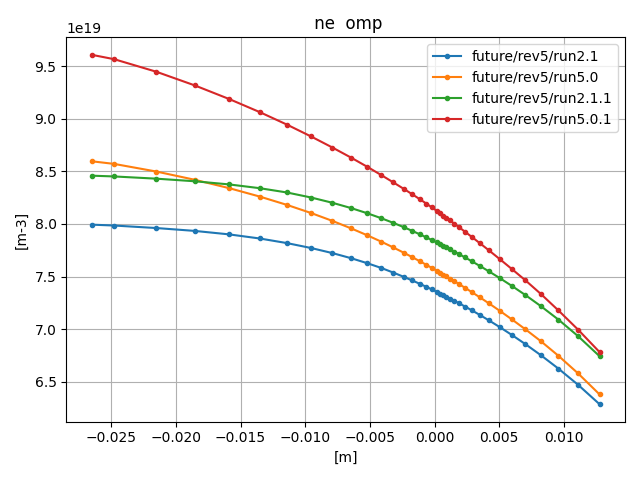 ne  omp
1e19
future/rev5/run2.1
future/rev5/run5.0
future/rev5/run2.1.1
future/rev5/run5.0.1
9.5
9.0
8.5
8.0
7.5
7.0
6.5
[m-3]
−0.025 −0.020 −0.015 −0.010 −0.005 0.000 0.005 0.010
[m]